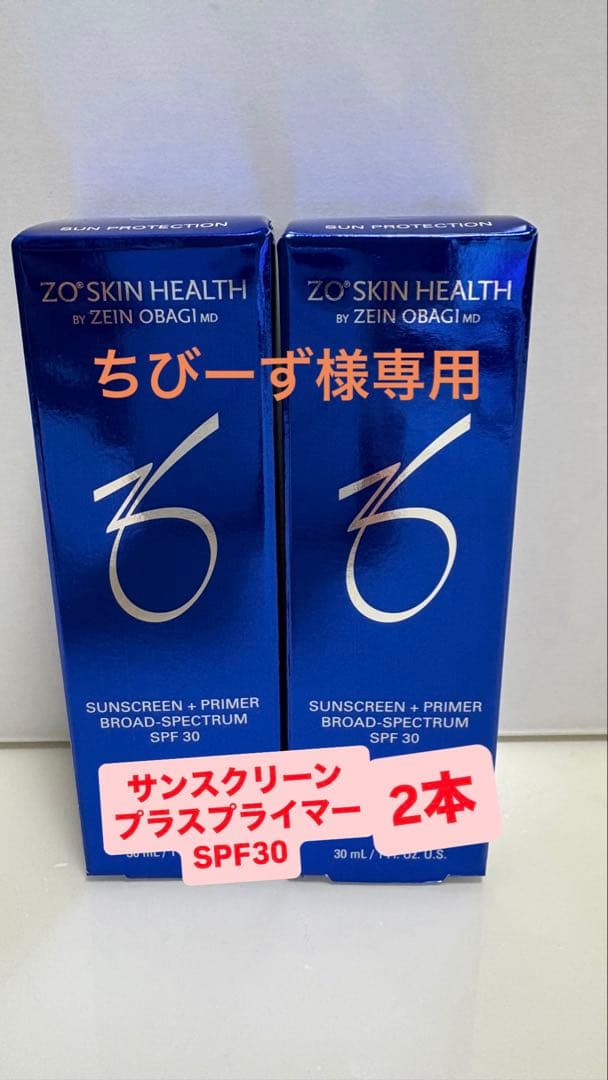 SUN PROTECTION
ZO® SKIN HEALTH
BY ZEIN OBAGI MD
SUNSCREEN + PRIMER
BROAD-SPECTRUM
SPF 30
SUN PROTECTION
ZO® SKIN HEALTH
BY ZEIN OBAGI MD
SUNSCREEN + PRIMER
BROAD-SPECTRUM
SPF 30
30 mL / 1 Fl. Oz. U.S.
ちびーず様専用
サンスクリーン
プラスプライマー
SPF30
2本